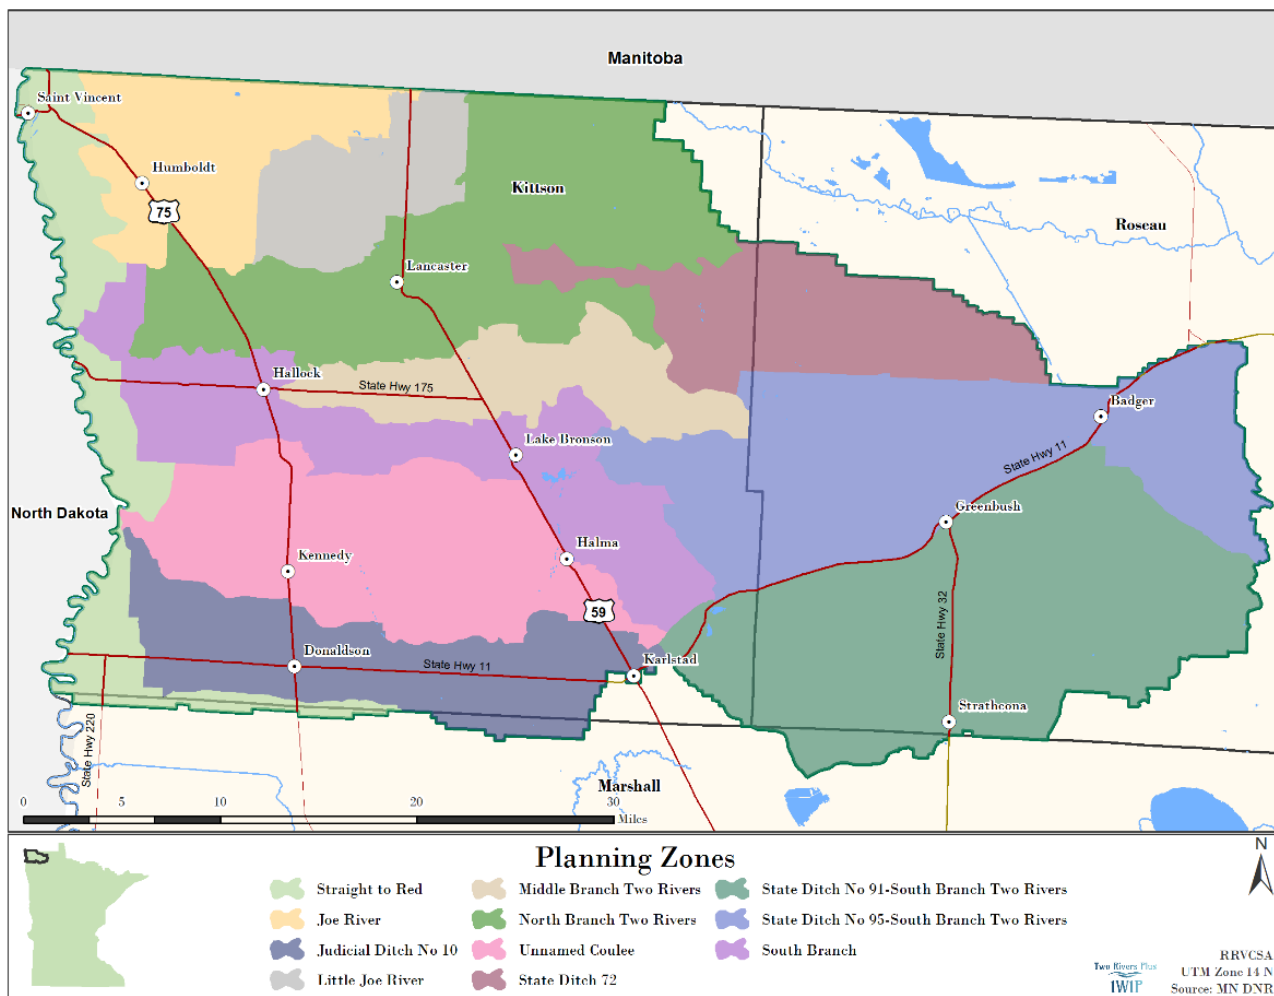 Manitoba
Saint Vincent
Humboldt
75
Kittson
Roseau
Lancaster
Hallock
State Hwy 175
Badger
Lake Bronson
State Hwy 11
North Dakota
Greenbush
Halma
Kennedy
59
State Hwy 32
Donaldson
State Hwy 11
Karlstad
Strathcona
State Hwy 220
Marshall
0 5 10 20 30
Miles
Planning Zones
N
Straight to Red
Middle Branch Two Rivers
State Ditch No 91-South Branch Two Rivers
Joe River
North Branch Two Rivers
State Ditch No 95-South Branch Two Rivers
Judicial Ditch No 10
Unnamed Coulee
South Branch
Little Joe River
State Ditch 72
Two Rivers Plus
1W1P
RRVCSA
UTM Zone 14 N
Source: MN DNR